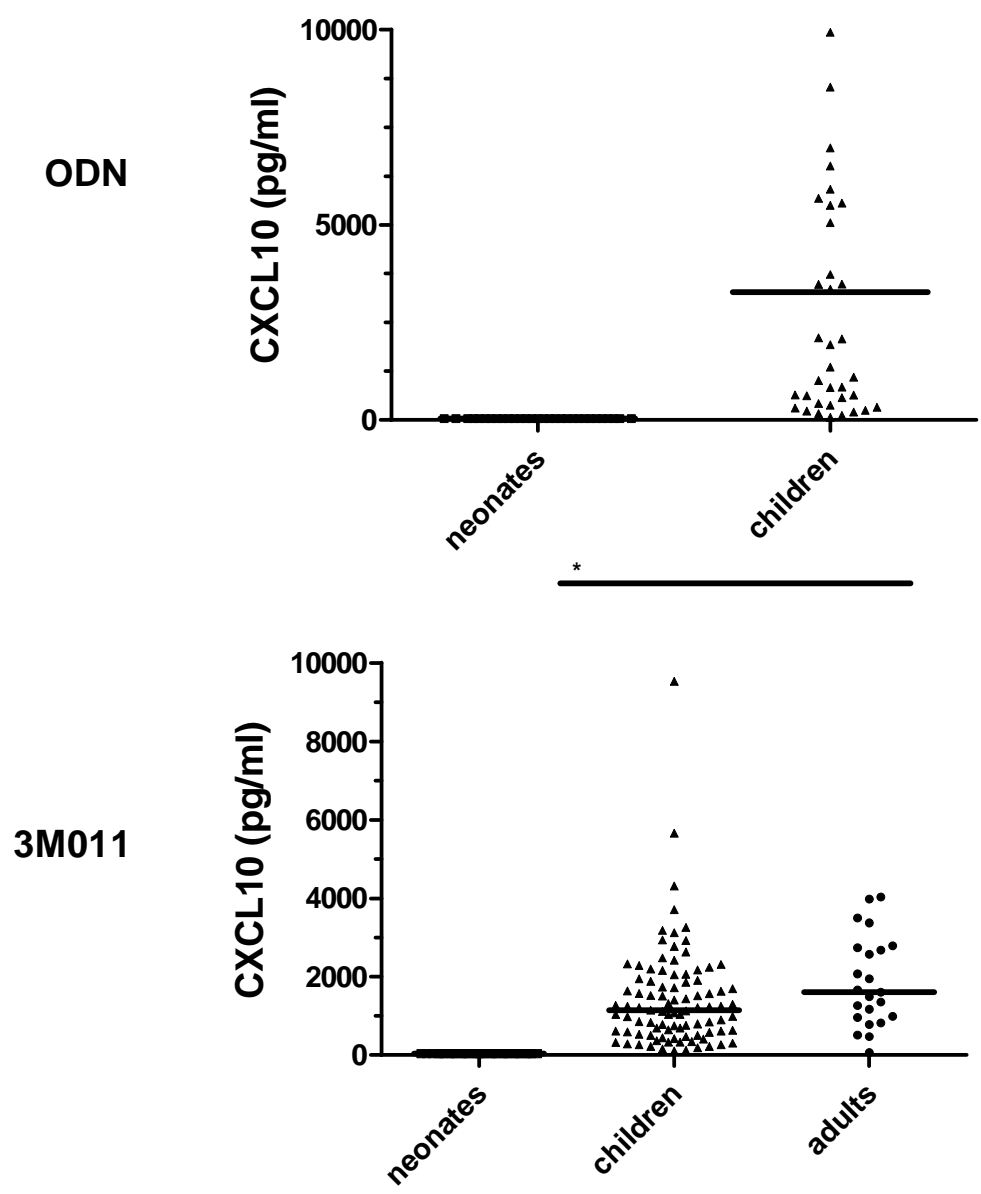 ODN
CXCL10 (pg/ml)
10000
5000
0
neonates
children
*
3M011
CXCL10 (pg/ml)
10000
8000
6000
4000
2000
0
neonates
children
adults